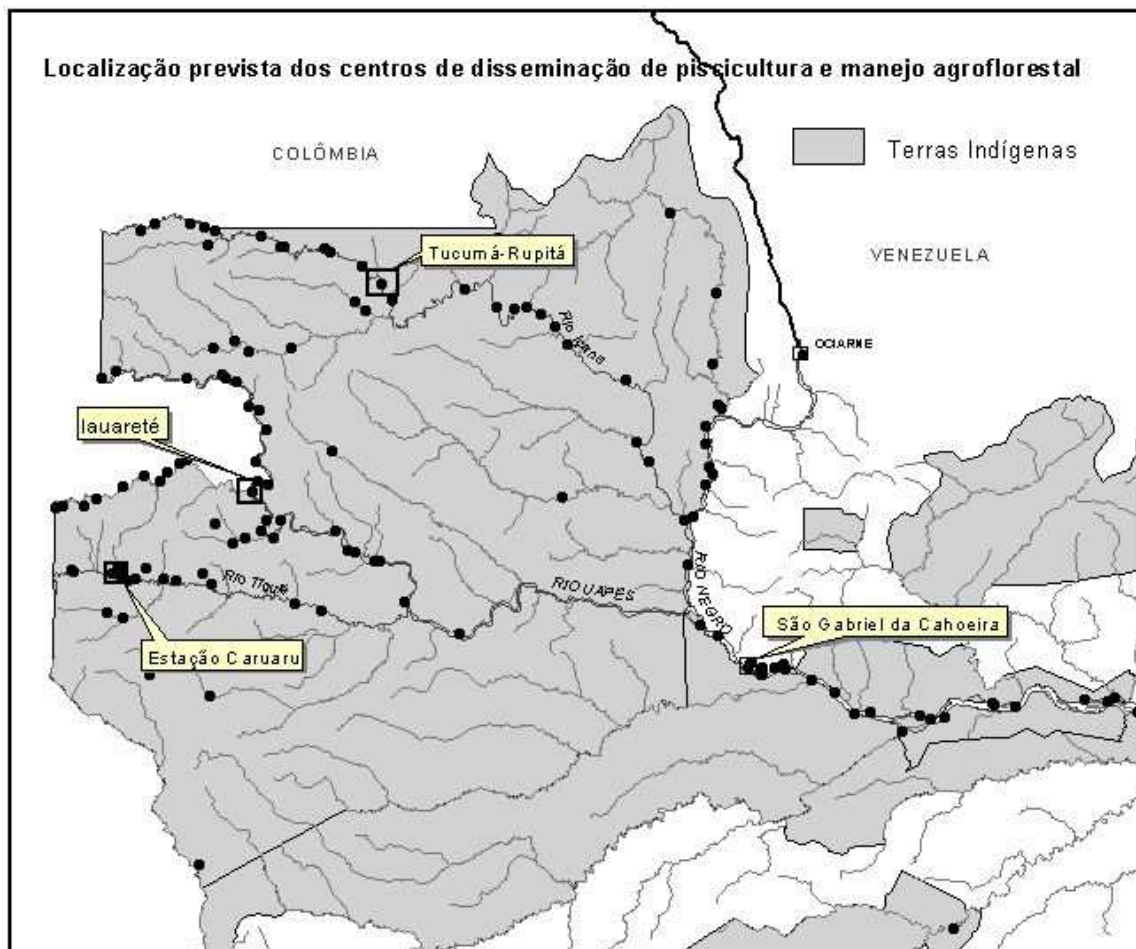 Localização prevista dos centros de disseminação de piscicultura e manejo agroflorestal
COLÔMBIA
Terras Indígenas
Tucumá-Rupitá
VENEZUELA
Rio Içana
OCIARNE
Iauareté
Rio Tiquié
RIO UAPES
RIO NEGRO
São Gabriel da Cahoeira
Estação Caruaru